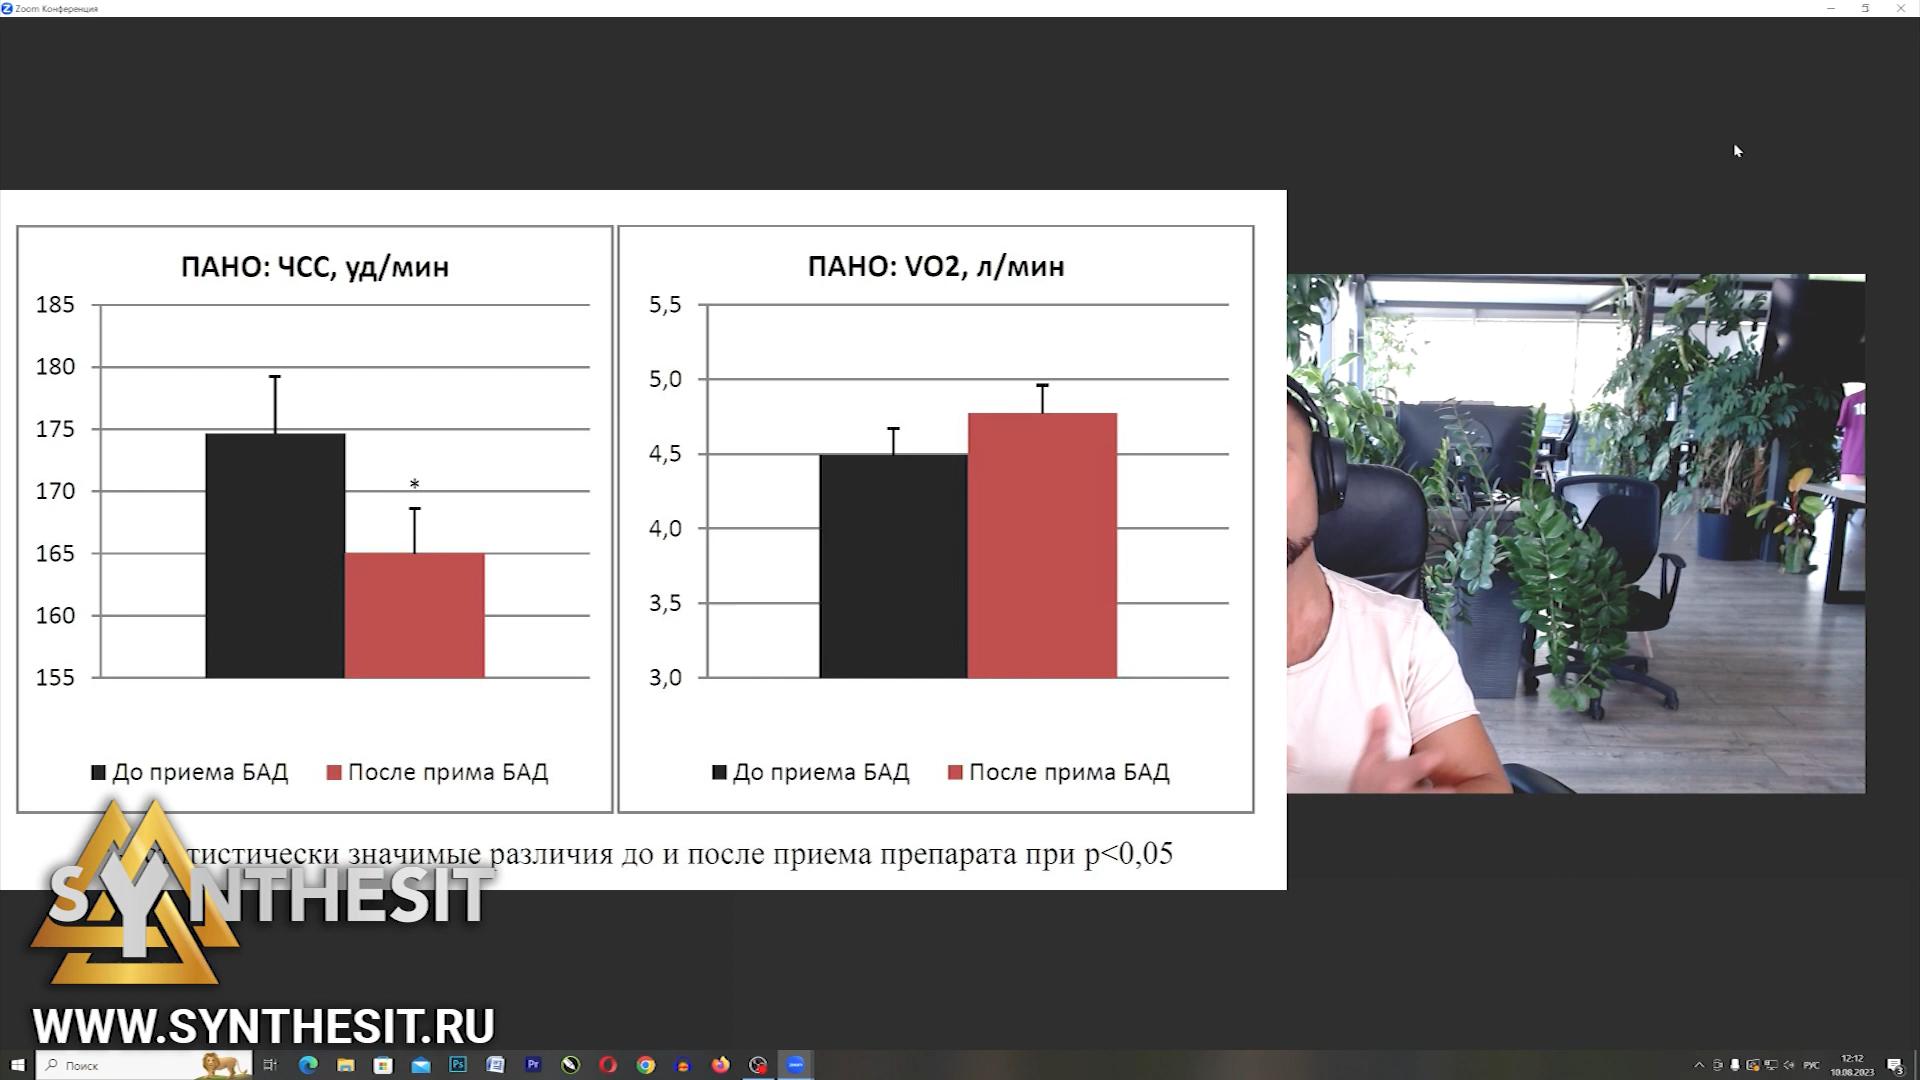 Zoom Конференция
ПАНО: ЧСС, уд/мин
185
180
175
170
165
160
155
*
До приема БАД
После прима БАД
ПАНО: VO2, л/мин
5,5
5,0
4,5
4,0
3,5
3,0
До приема БАД
После прима БАД
значимые различия до и после приема препарата при p<0,05
SYNTHESIT
WWW.SYNTHESIT.RU
Поиск
РУС
12:12
10.08.2023